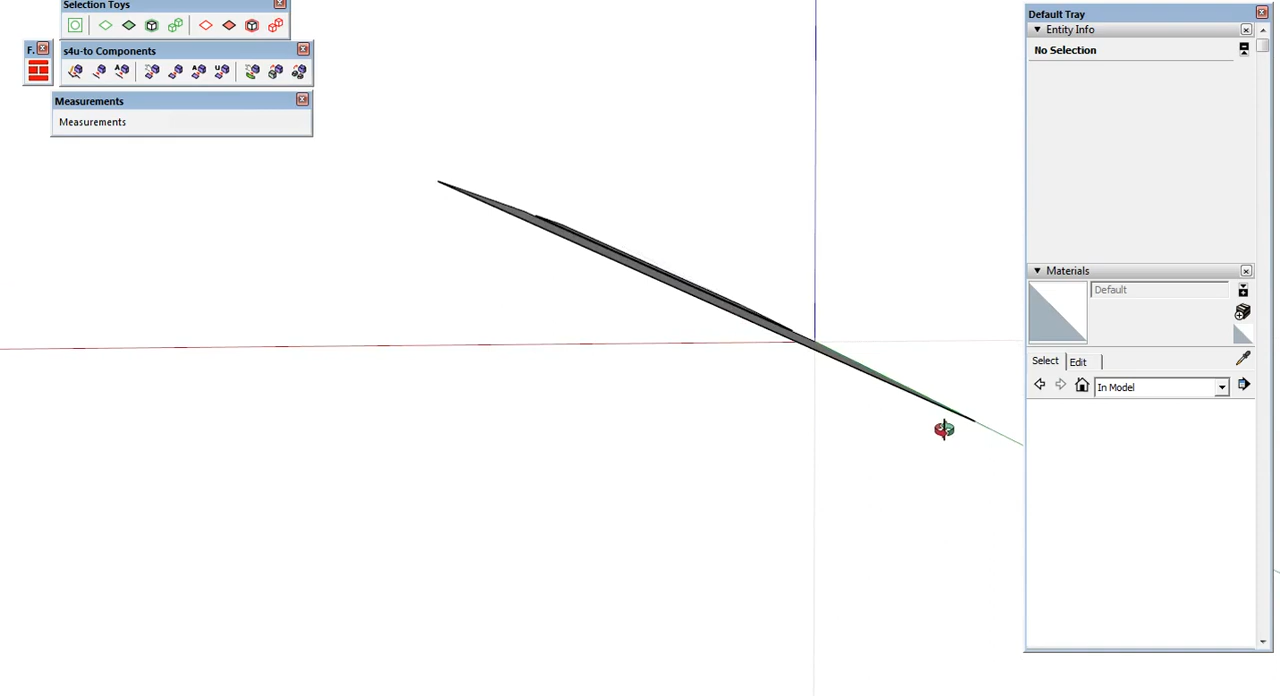 Selection Toys
F.
s4u-to Components
Measurements
Measurements
Default Tray
Entity Info
No Selection
Materials
Default
Select
Edit
In Model